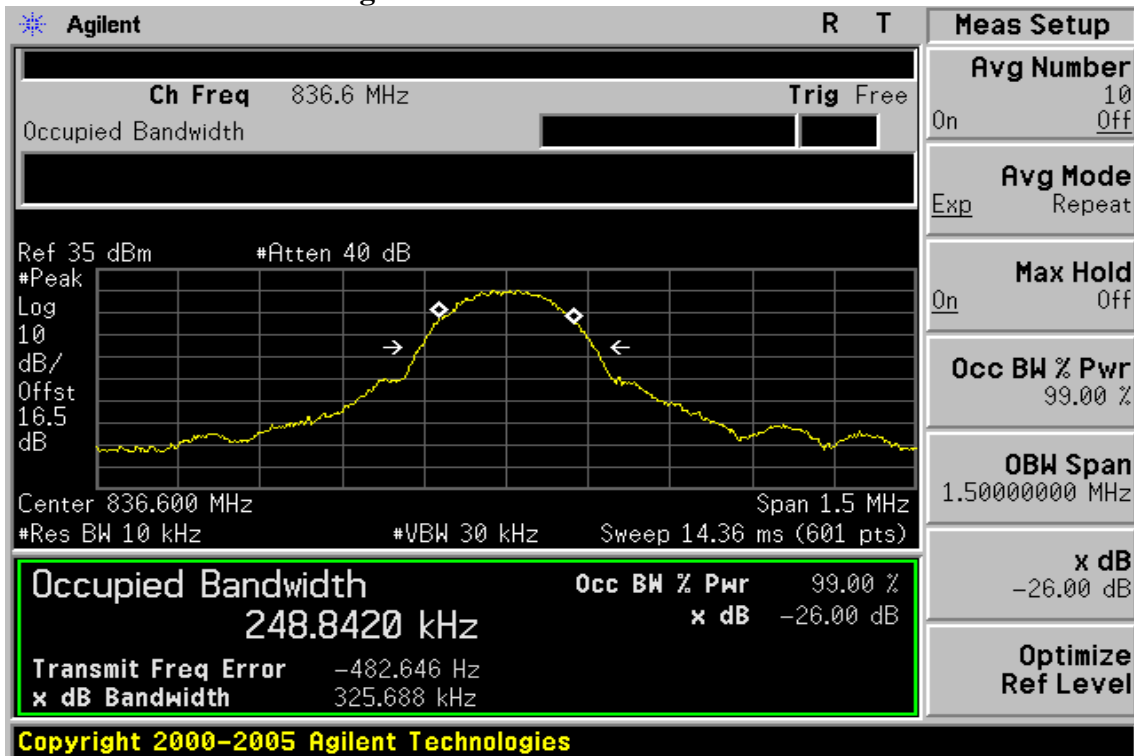 Agilent R T
Meas Setup
Ch Freq 836.6 MHz Trig Free
Occupied Bandwidth
Ref 35 dBm #Atten 40 dB
#Peak
Log
10
dB/
Offst
16.5
dB
Center 836.600 MHz Span 1.5 MHz
#Res BW 10 kHz #VBW 30 kHz Sweep 14.36 ms (601 pts)
Occupied Bandwidth Occ BW % Pwr 99.00 %
248.8420 kHz x dB -26.00 dB
Transmit Freq Error -482.646 Hz
x dB Bandwidth 325.688 kHz
Copyright 2000-2005 Agilent Technologies
Avg Number
10
On Off
Avg Mode
Exp Repeat
Max Hold
On Off
Occ BW % Pwr
99.00 %
OBW Span
1.50000000 MHz
x dB
-26.00 dB
Optimize
Ref Level